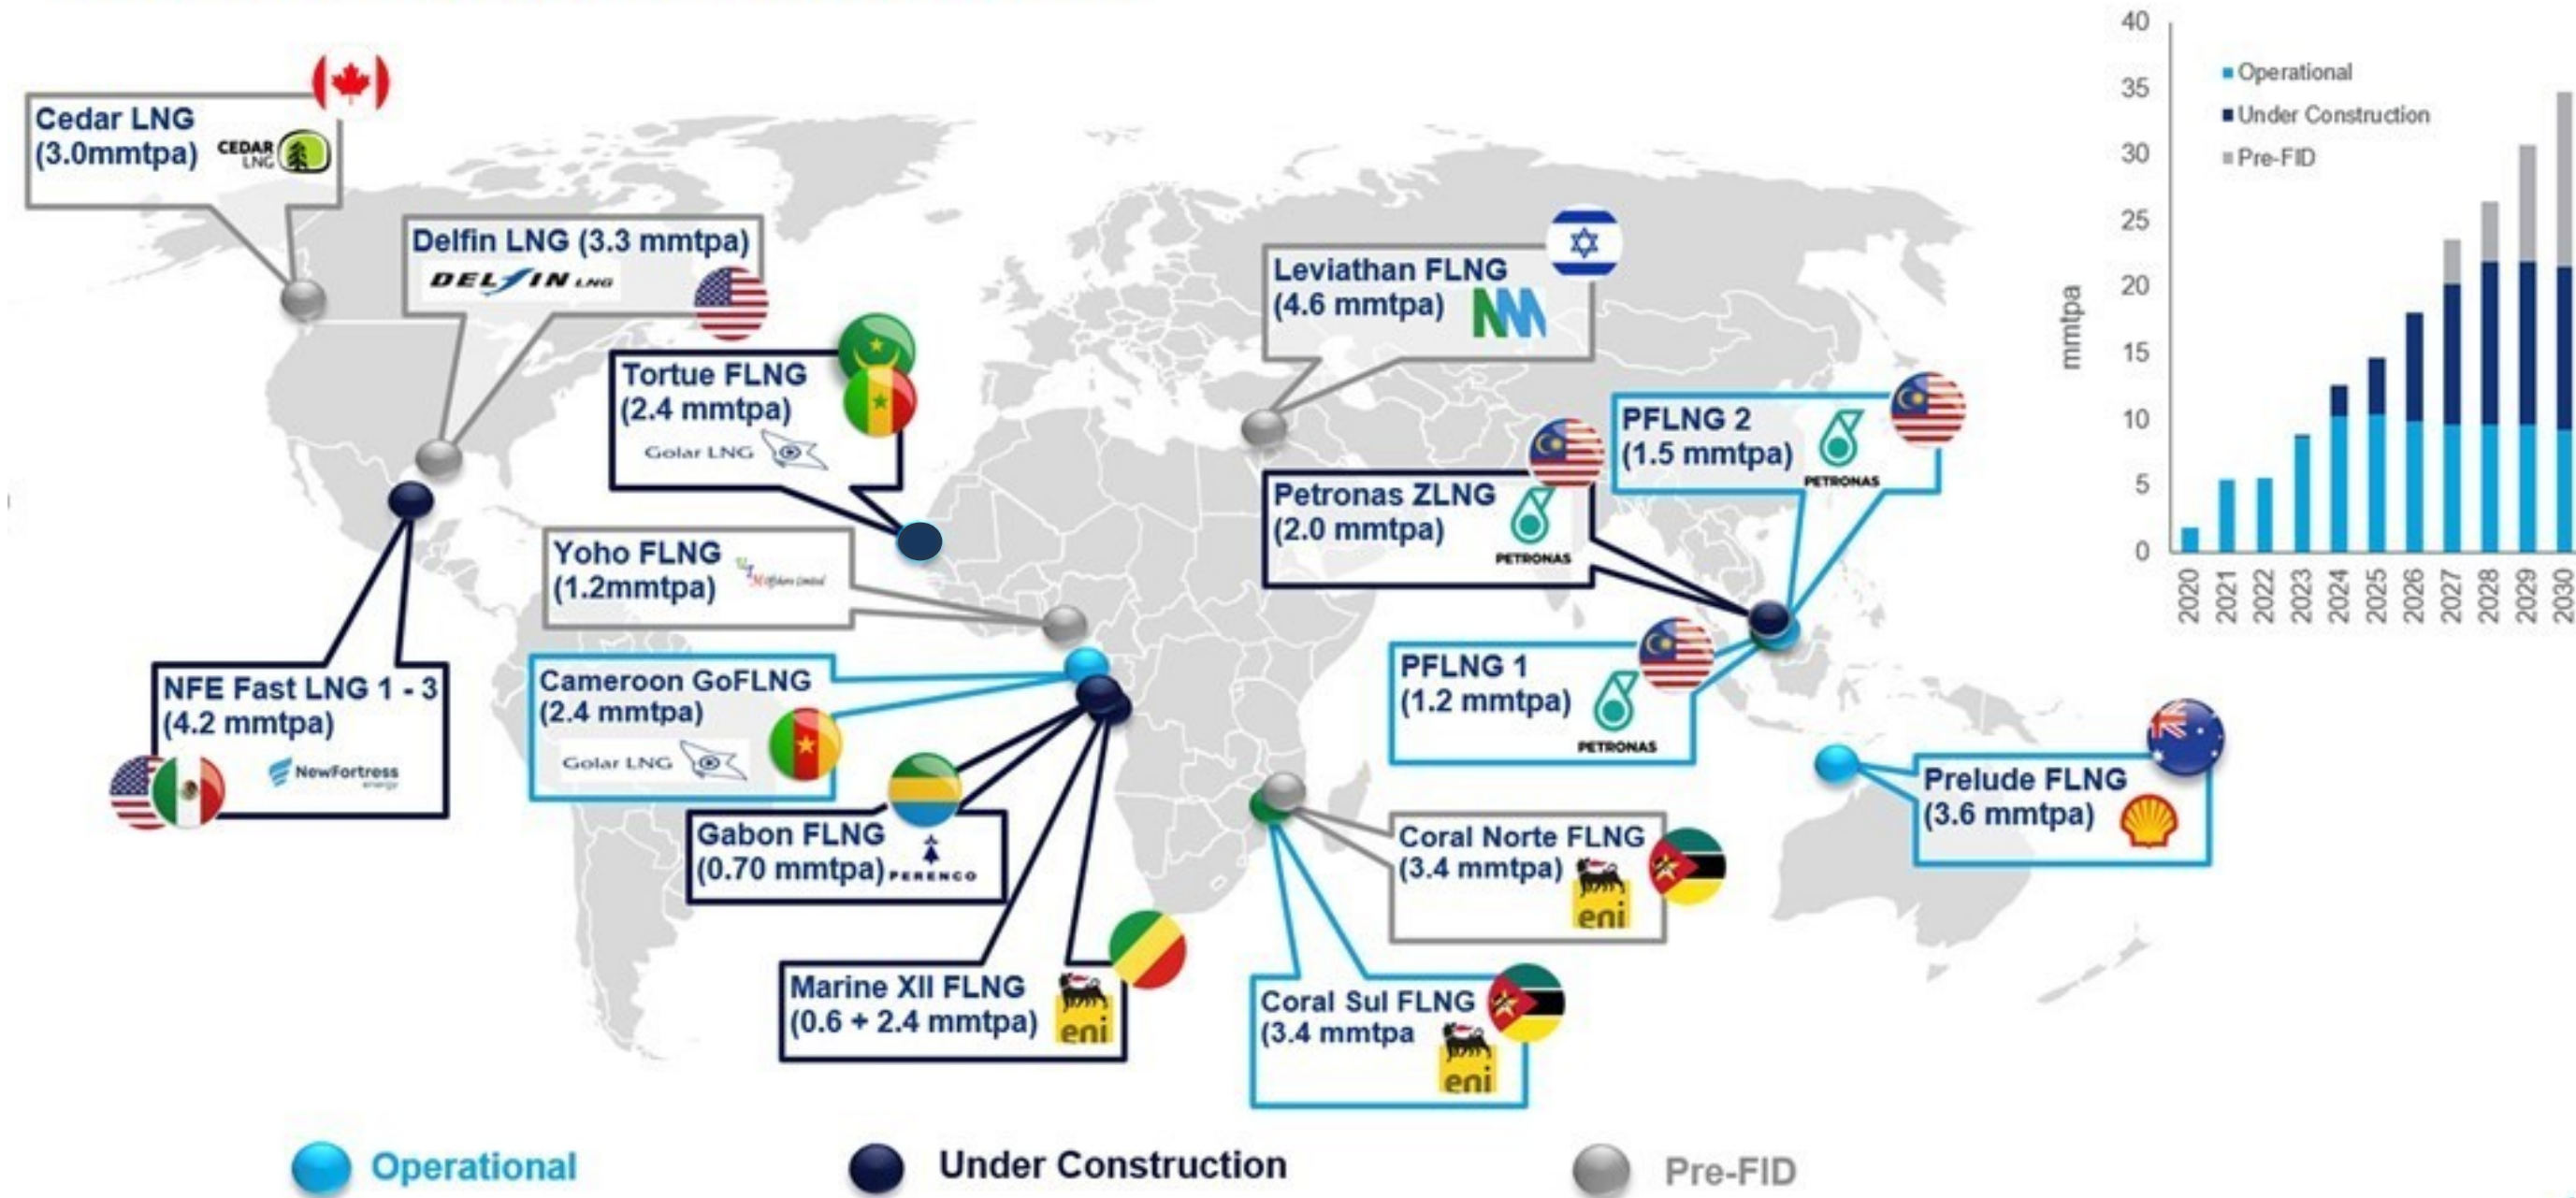 Cedar LNG
(3.0mmtpa)
CEDAR
LNG
Delfin LNG (3.3 mmtpa)
DELFIN LNG
Tortue FLNG
(2.4 mmtpa)
Golar LNG
Yoho FLNG
(1.2mmtpa)
Offshore Limited
NFE Fast LNG 1 - 3
(4.2 mmtpa)
NewFortress
energy
Cameroon GoFLNG
(2.4 mmtpa)
Golar LNG
Gabon FLNG
(0.70 mmtpa)
PERENCO
Marine XII FLNG
(0.6 + 2.4 mmtpa)
eni
Leviathan FLNG
(4.6 mmtpa)
Petronas ZLNG
(2.0 mmtpa)
PETRONAS
PFLNG 2
(1.5 mmtpa)
PETRONAS
PFLNG 1
(1.2 mmtpa)
PETRONAS
Prelude FLNG
(3.6 mmtpa)
Coral Norte FLNG
(3.4 mmtpa)
eni
Coral Sul FLNG
(3.4 mmtpa
eni
40
35
30
25
20
15
10
5
0
mmtpa
Operational
Under Construction
Pre-FID
2020
2021
2022
2023
2024
2025
2026
2027
2028
2029
2030
Operational
Under Construction
Pre-FID